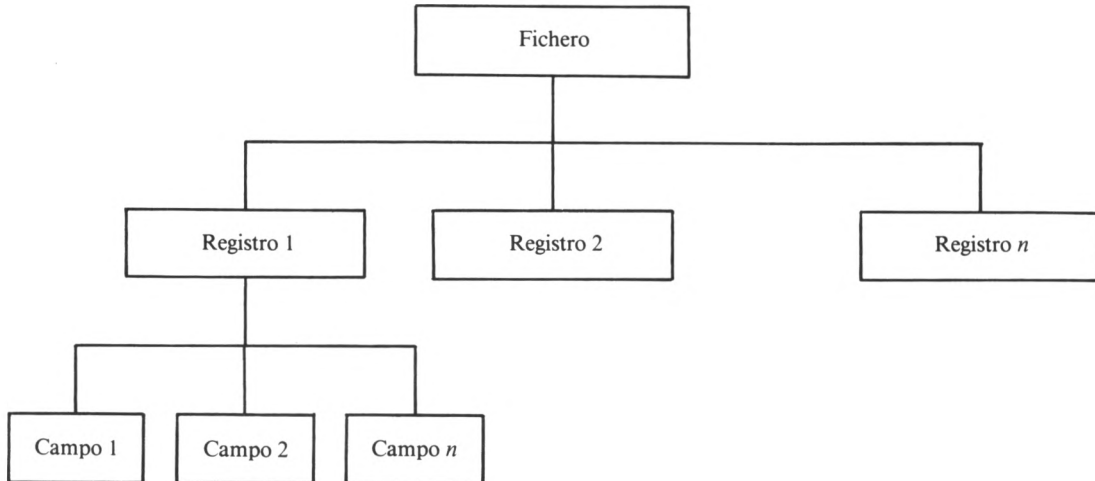 Fichero
Registro 1
Registro 2
Registro n
Campo 1
Campo 2
Campo n